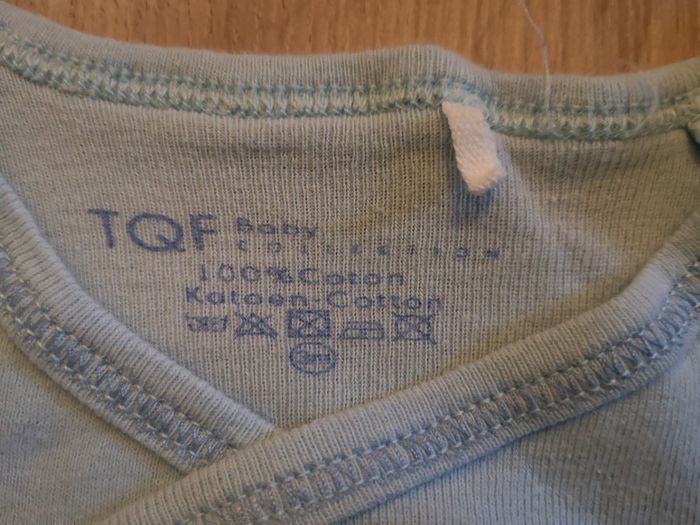 TQF Baby
COLLECTION
100% Coton
Katoen-Cotton